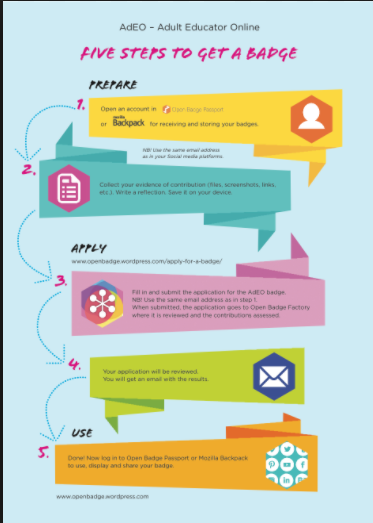 AdEO – Adult Educator Online
FIVE STEPS TO GET A BADGE
PREPARE
1.
Open an account in Open Badge Passport
or mozilla Backpack for receiving and storing your badges.
NB! Use the same email address
as in your Social media platforms.
2.
Collect your evidence of contribution (files, screenshots, links,
etc.). Write a reflection. Save it on your device.
APPLY
www.openbadge.wordpress.com/apply-for-a-badge/
3.
Fill in and submit the application for the AdEO badge.
NB! Use the same email address as in step 1.
When submitted, the application goes to Open Badge Factory
where it is reviewed and the contributions assessed.
4.
Your application will be reviewed.
You will get an email with the results.
USE
5.
Done! Now log in to Open Badge Passport or Mozilla Backpack
to use, display and share your badge.
www.openbadge.wordpress.com